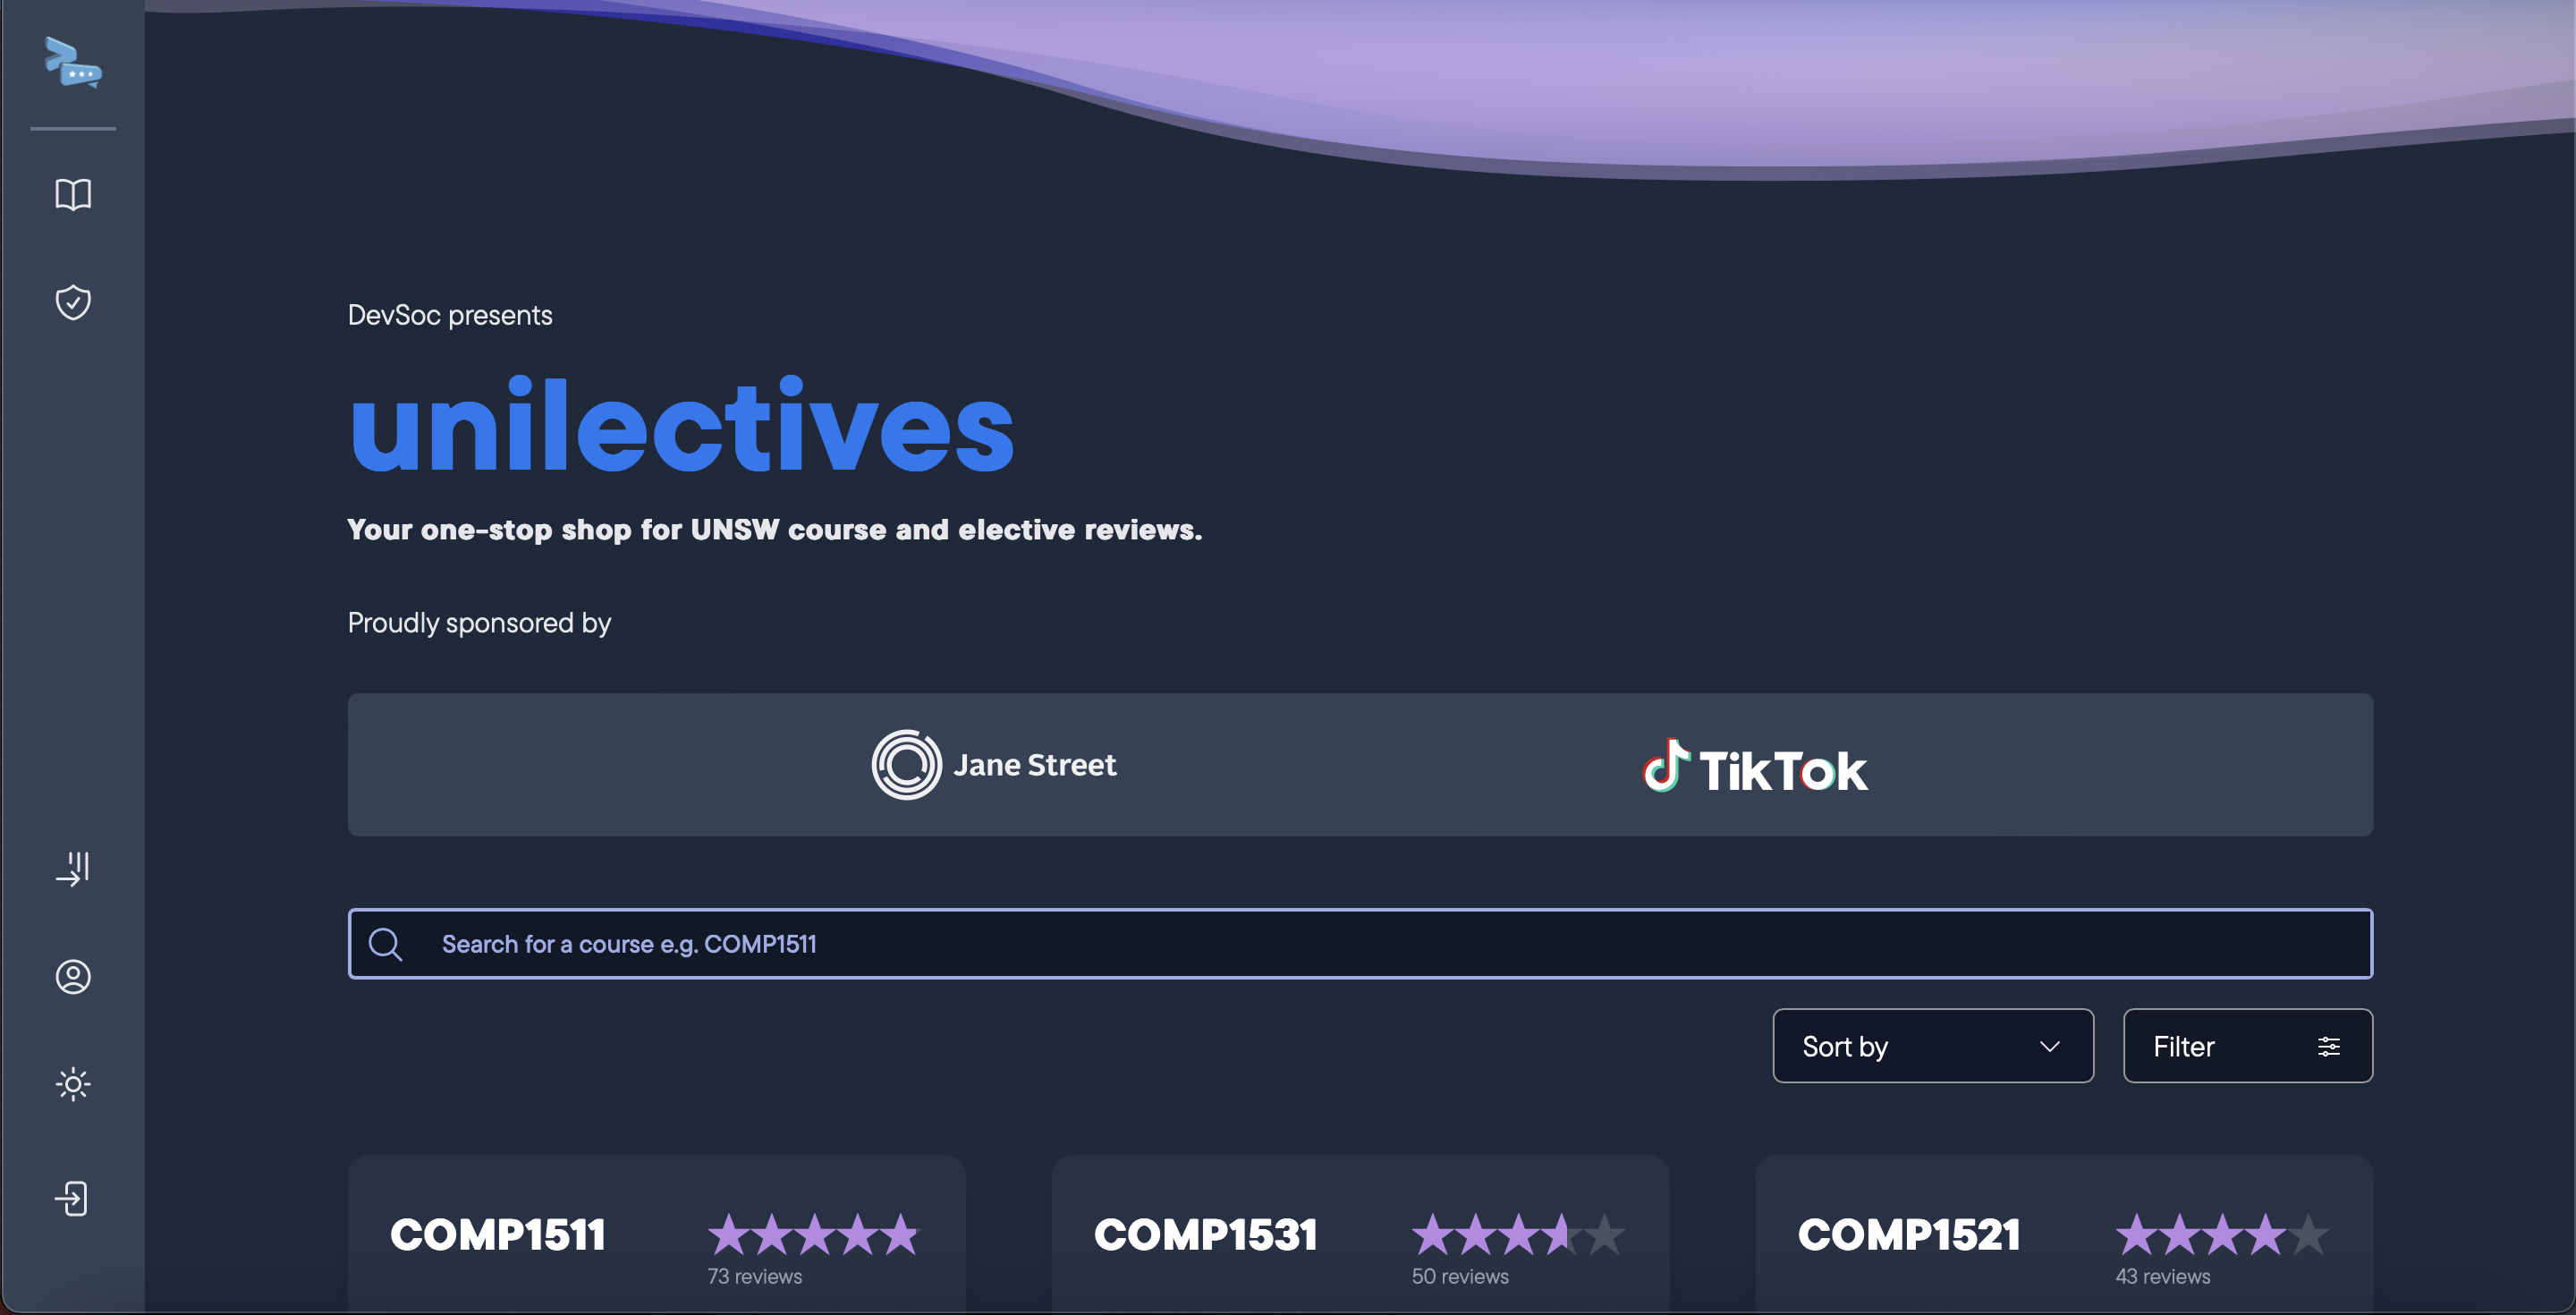 DevSoc presents
unilectives
Your one-stop shop for UNSW course and elective reviews.
Proudly sponsored by
Jane Street TikTok
Search for a course e.g. COMP1511
Sort by Filter
COMP1511 COMP1531 COMP1521
73 reviews 50 reviews 43 reviews